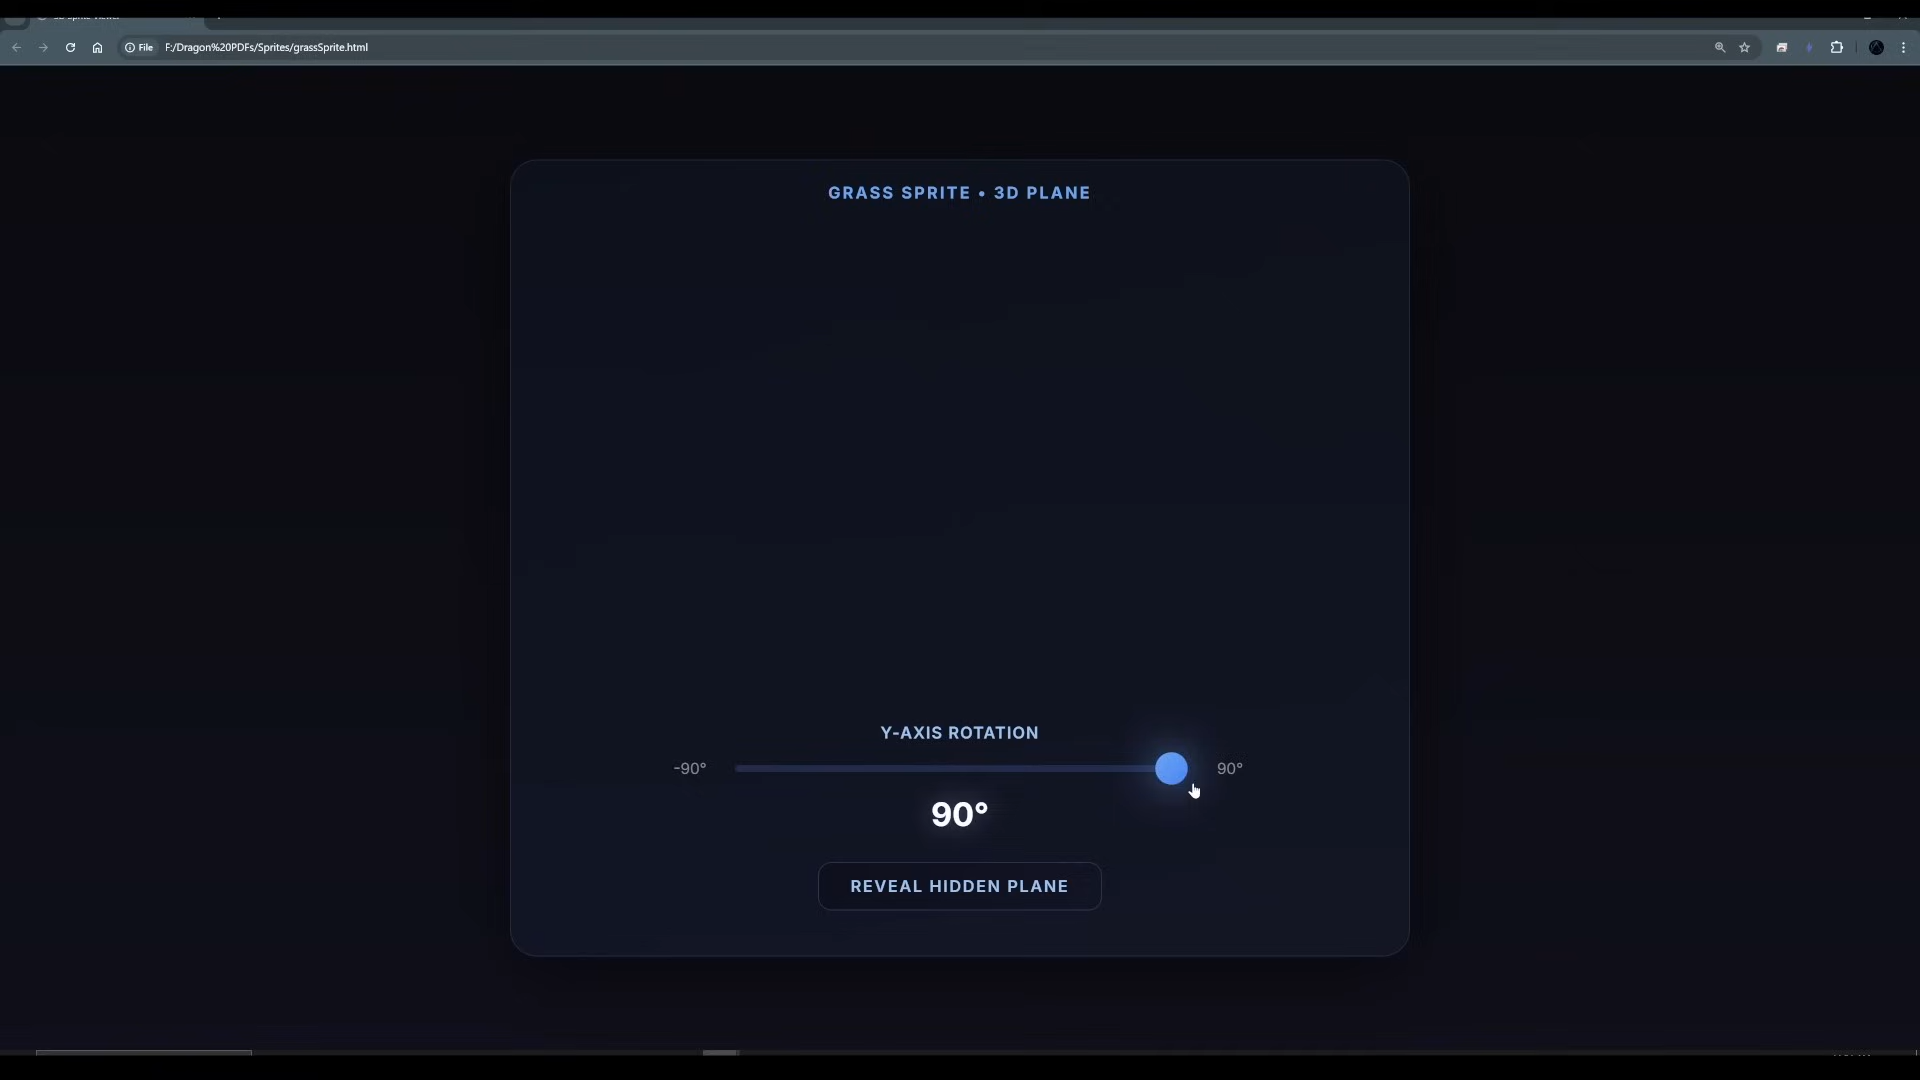 File
F:/Dragon%20PDFs/Sprites/grassSprite.html
GRASS SPRITE • 3D PLANE
Y-AXIS ROTATION
-90°
90°
90°
REVEAL HIDDEN PLANE